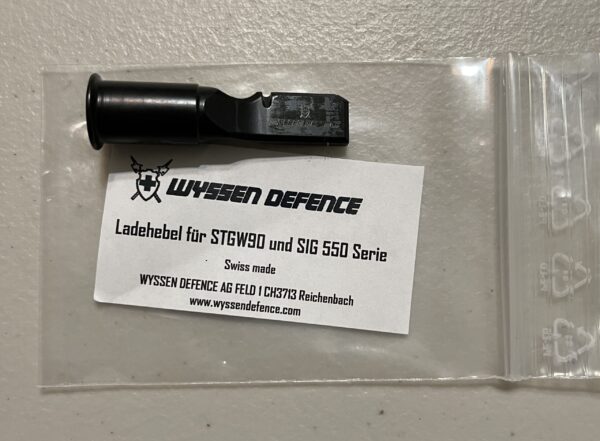 WYSSEN DEFENCE
Ladehebel für STGW90 und SIG 550 Serie
Swiss made
WYSSEN DEFENCE AG FELD 1 CH3713 Reichenbach
www.wyssendefence.com